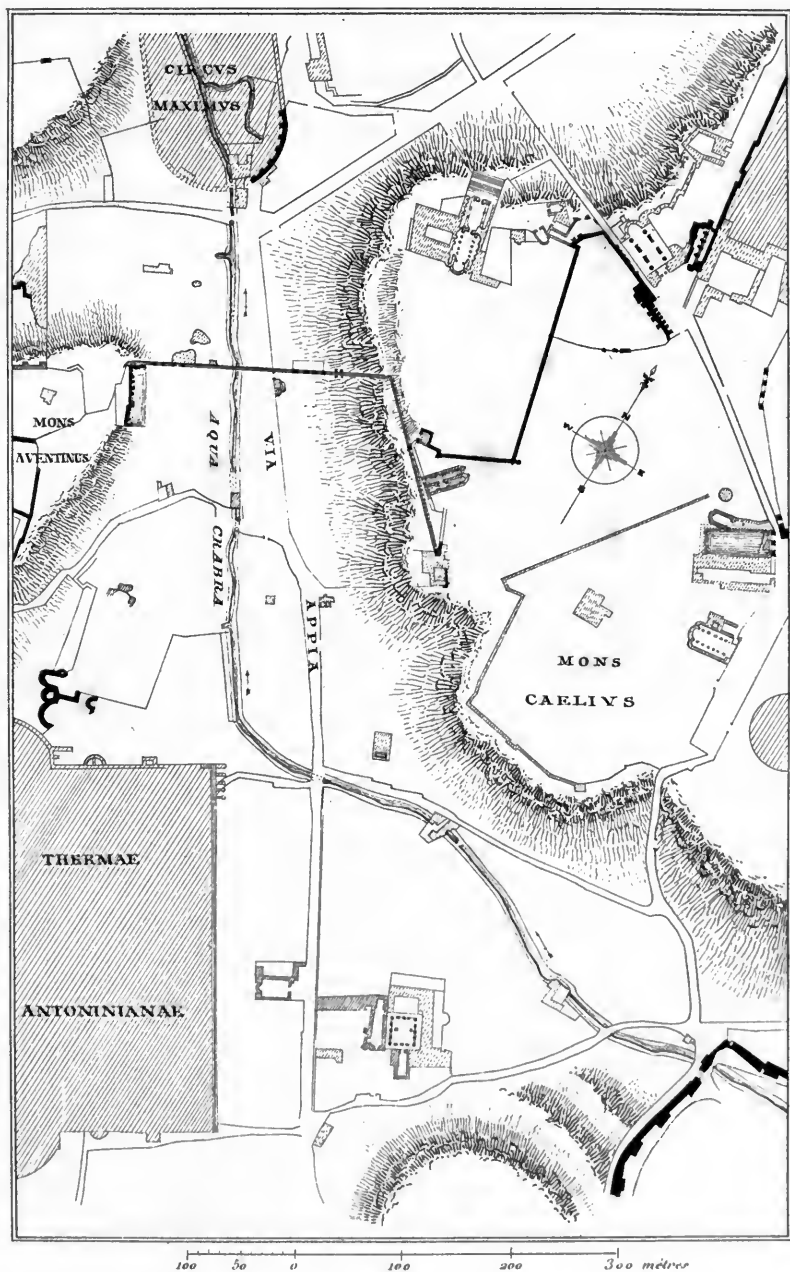 CIRCVS
MAXIMVS
MONS
AVENTINVS
AQVA
CRABRA
VIA
APPIA
MONS
CAELIVS
THERMAE
ANTONINIANAE
100 50 0 100 200 300 mètres